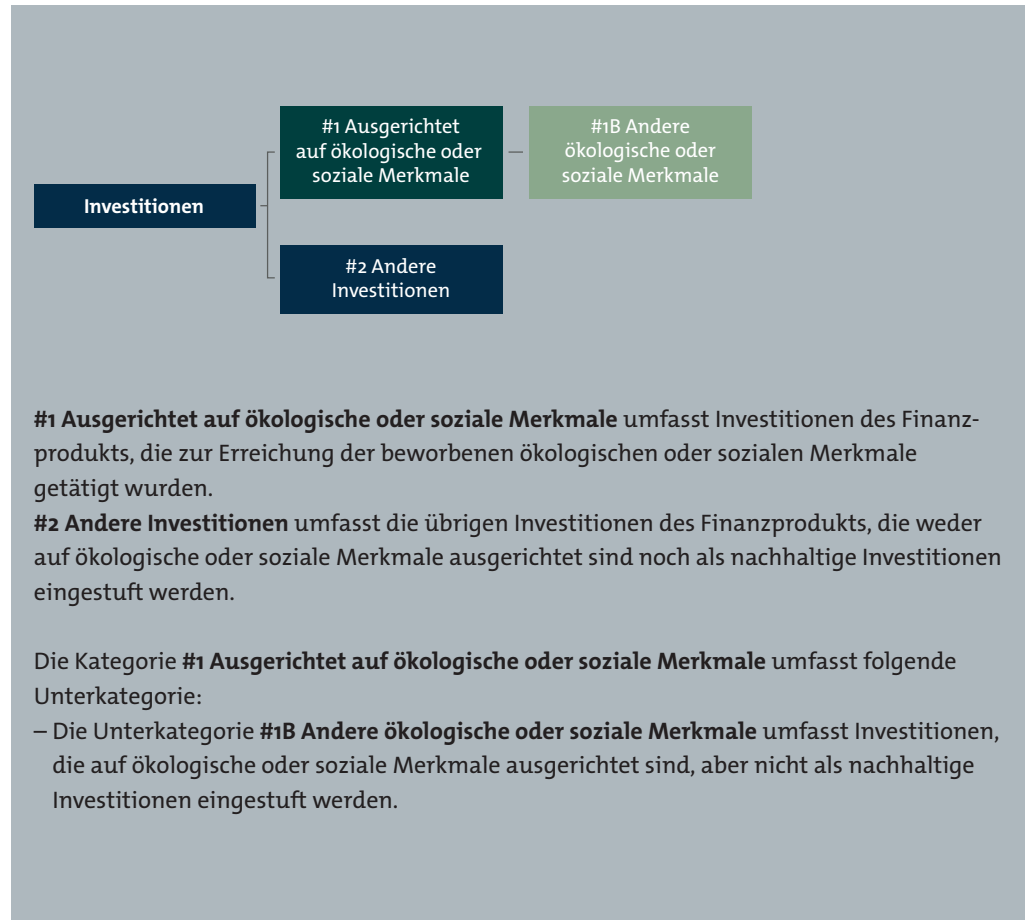 #1 Ausgerichtet
auf ökologische oder
soziale Merkmale
#1B Andere
ökologische oder
soziale Merkmale
Investitionen
#2 Andere
Investitionen
#1 Ausgerichtet auf ökologische oder soziale Merkmale umfasst Investitionen des Finanz-
produkts, die zur Erreichung der beworbenen ökologischen oder sozialen Merkmale
getätigt wurden.
#2 Andere Investitionen umfasst die übrigen Investitionen des Finanzprodukts, die weder
auf ökologische oder soziale Merkmale ausgerichtet sind noch als nachhaltige Investitionen
eingestuft werden.
Die Kategorie #1 Ausgerichtet auf ökologische oder soziale Merkmale umfasst folgende
Unterkategorie:
– Die Unterkategorie #1B Andere ökologische oder soziale Merkmale umfasst Investitionen,
die auf ökologische oder soziale Merkmale ausgerichtet sind, aber nicht als nachhaltige
Investitionen eingestuft werden.